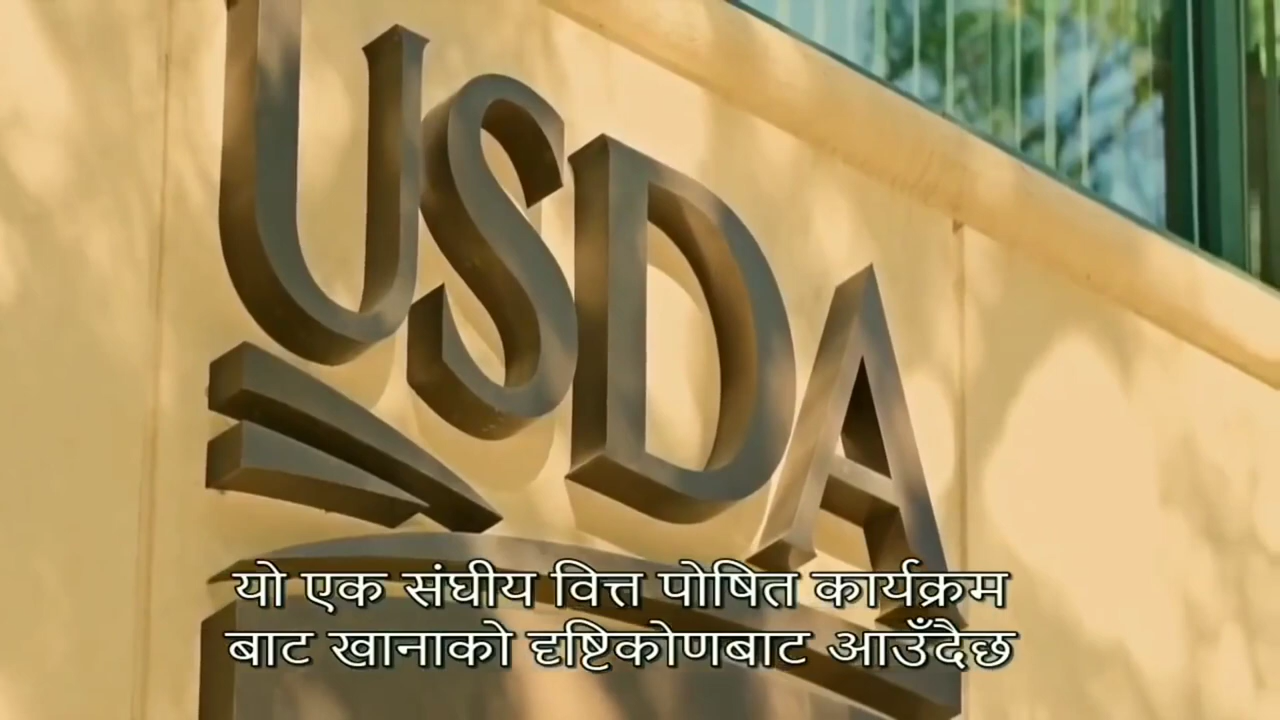 USDA
यो एक संघीय वित्त पोषित कार्यक्रम
बाट खानाको दृष्टिकोणबाट आउँदैछ